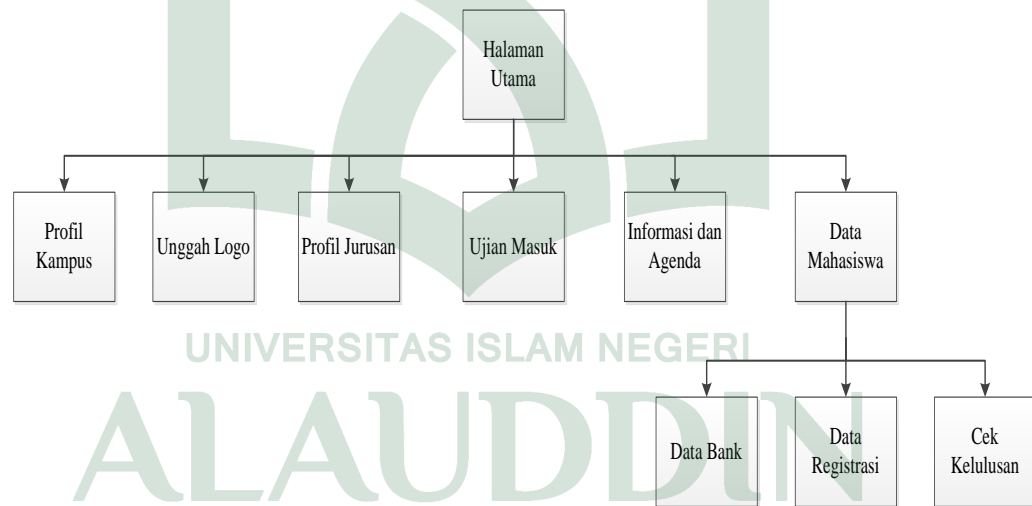 Halaman
Utama
Profil
Kampus
Unggah Logo
Profil Jurusan
Ujian Masuk
Informasi dan
Agenda
Data
Mahasiswa
UNIVERSITAS ISLAM NEGERI
ALAUDDIN
Data Bank
Data
Registrasi
Cek
Kelulusan